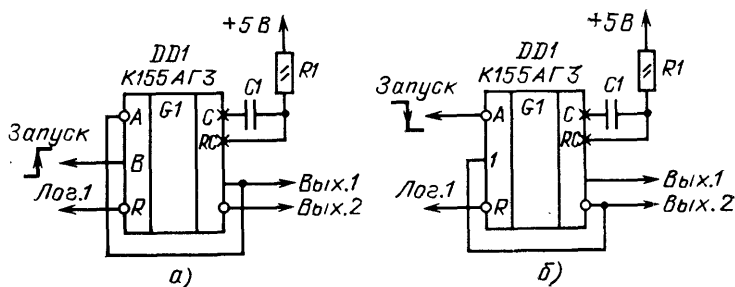 +5 В
DD1
К155АГ3
R1
C1
G1
A
C
Запуск
B
RC
Лог.1
R
Вых.1
Вых.2
а)
+5 В
DD1
К155АГ3
R1
C1
Запуск
G1
A
C
1
RC
Лог.1
R
Вых.1
Вых.2
б)